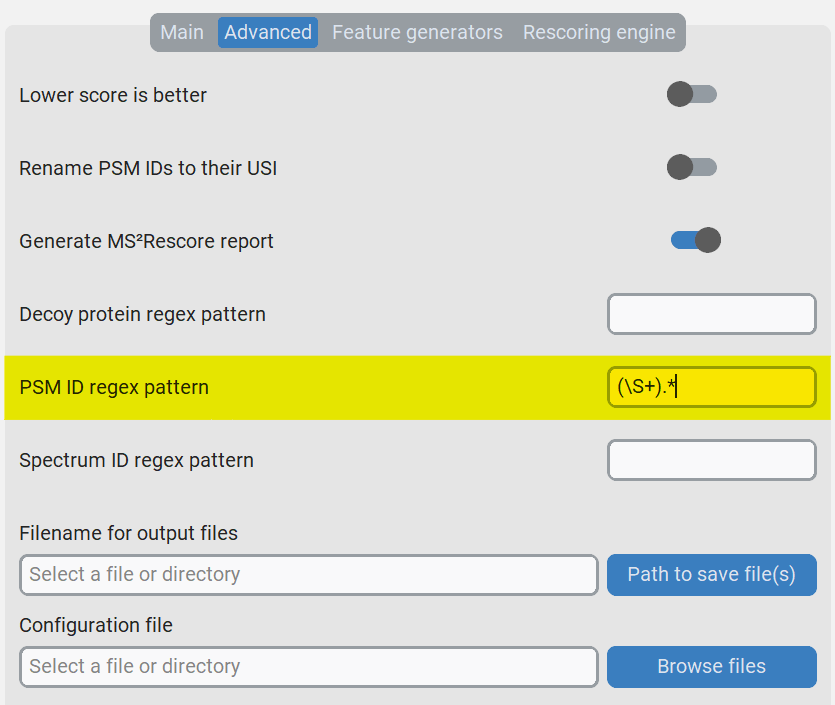 Main Advanced Feature generators Rescoring engine
Lower score is better
Rename PSM IDs to their USI
Generate MS²Rescore report
Decoy protein regex pattern
PSM ID regex pattern (\S+).*
Spectrum ID regex pattern
Filename for output files
Select a file or directory Path to save file(s)
Configuration file
Select a file or directory Browse files